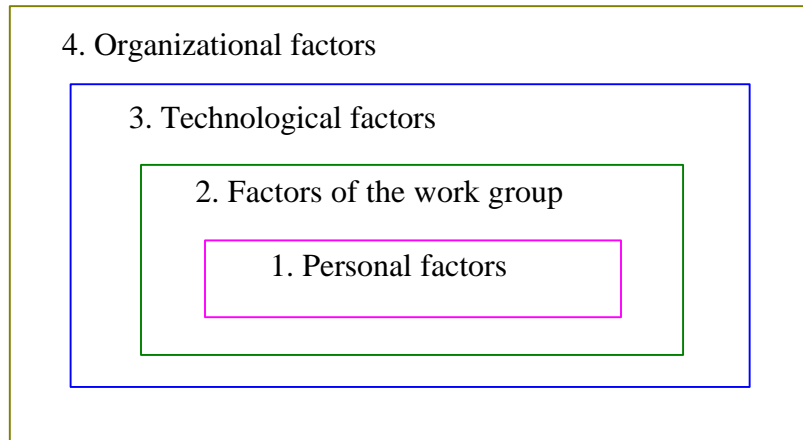 4. Organizational factors
3. Technological factors
2. Factors of the work group
1. Personal factors